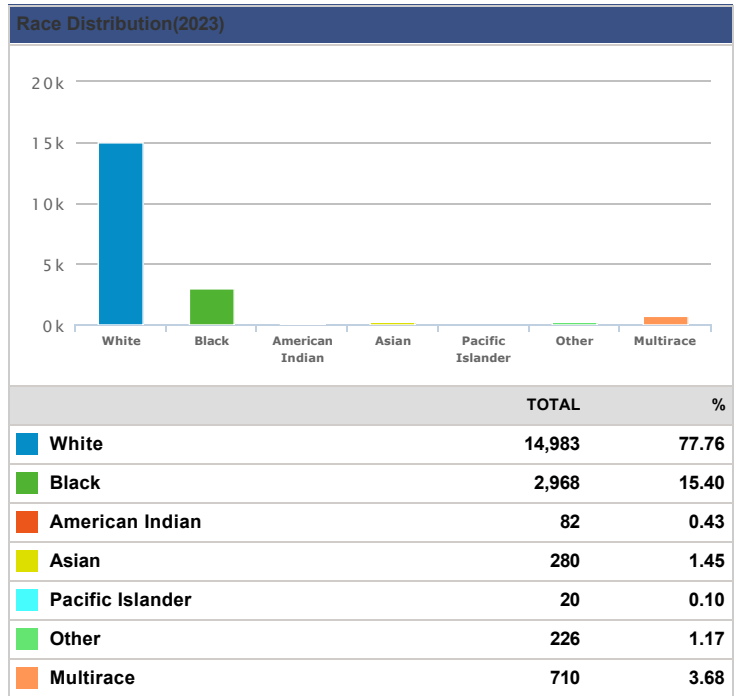 Race Distribution(2023)
20k
15k
10k
5k
0k
White Black American Indian Asian Pacific Islander Other Multirace
TOTAL %
White 14,983 77.76
Black 2,968 15.40
American Indian 82 0.43
Asian 280 1.45
Pacific Islander 20 0.10
Other 226 1.17
Multirace 710 3.68